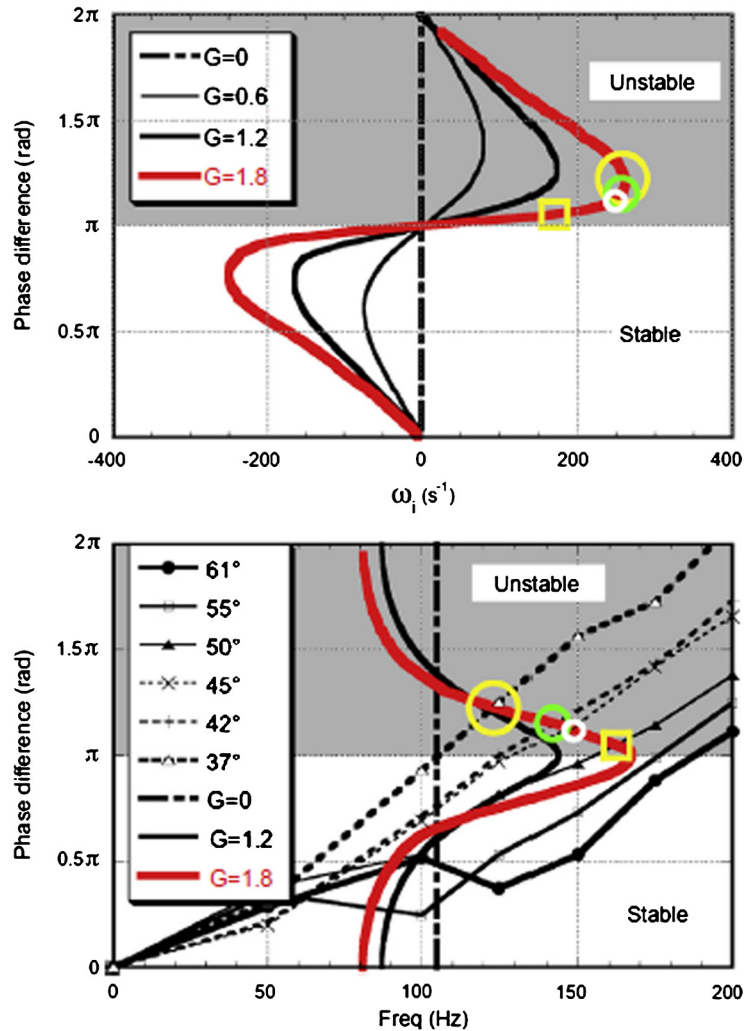 2π
1.5π
π
0.5π
0
Phase difference (rad)
G=0
G=0.6
G=1.2
G=1.8
Unstable
Stable
-400
-200
0
200
400
ωi (s-1)
2π
1.5π
π
0.5π
0
Phase difference (rad)
61°
55°
50°
45°
42°
37°
G=0
G=1.2
G=1.8
Unstable
Stable
0
50
100
150
200
Freq (Hz)